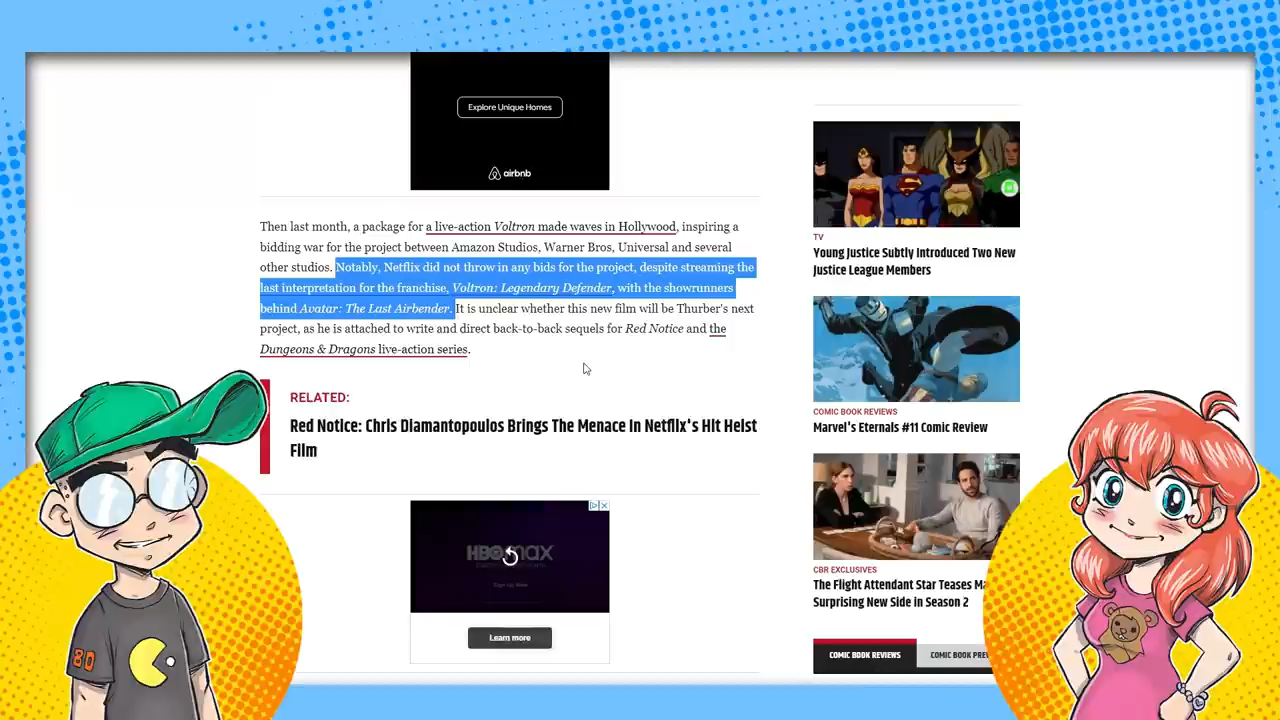 Explore Unique Homes
airbnb
Then last month, a package for a live-action Voltron made waves in Hollywood, inspiring a
bidding war for the project between Amazon Studios, Warner Bros, Universal and several
other studios. Notably, Netflix did not throw in any bids for the project, despite streaming the
last interpretation for the franchise, Voltron: Legendary Defender, with the showrunners
behind Avatar: The Last Airbender. It is unclear whether this new film will be Thurber's next
project, as he is attached to write and direct back-to-back sequels for Red Notice and the
Dungeons & Dragons live-action series.
RELATED:
Red Notice: Chris Diamantopoulos Brings The Menace In Netflix's Hit Heist
Film
HBOmax
Sign Up Now
Learn more
TV
Young Justice Subtly Introduced Two New
Justice League Members
COMIC BOOK REVIEWS
Marvel's Eternals #11 Comic Review
CBR EXCLUSIVES
The Flight Attendant Star Teases
Surprising New Side in Season 2
COMIC BOOK REVIEWS
COMIC BOOK
80